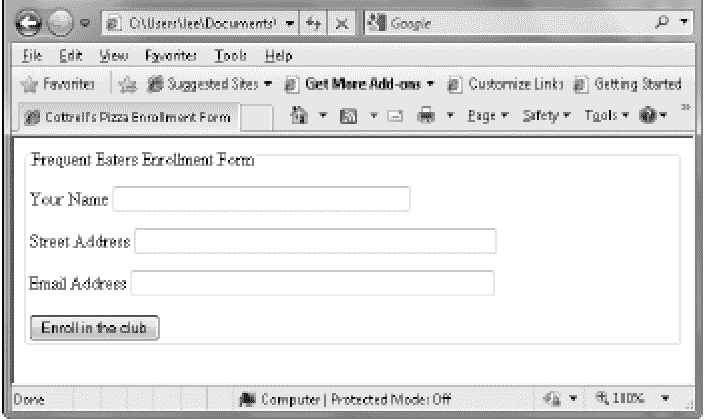 C:\Users\lee\Documents\ Google
File Edit View Favorites Tools Help
Favorites Suggested Sites Get More Add-ons Customize Links Getting Started
Cottrell's Pizza Enrollment Form Page Safety Tools
Frequent Eaters Enrollment Form
Your Name
Street Address
Email Address
Enroll in the club
Done Computer | Protected Mode: Off 110%